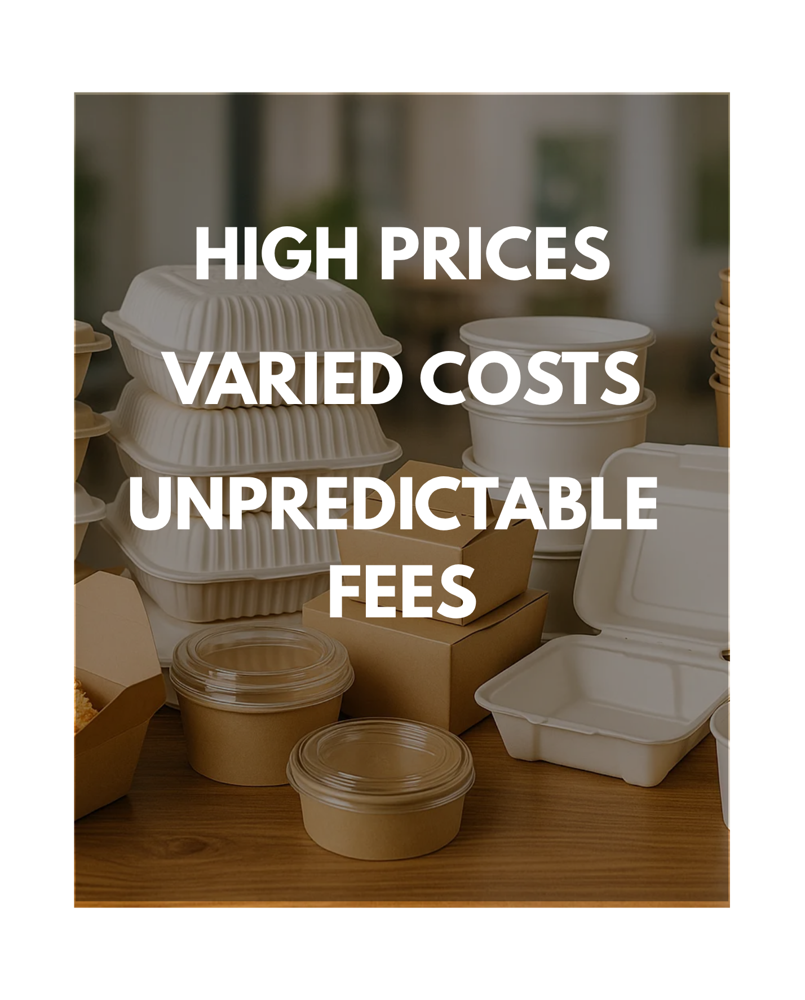 HIGH PRICES
VARIED COSTS
UNPREDICTABLE
FEES